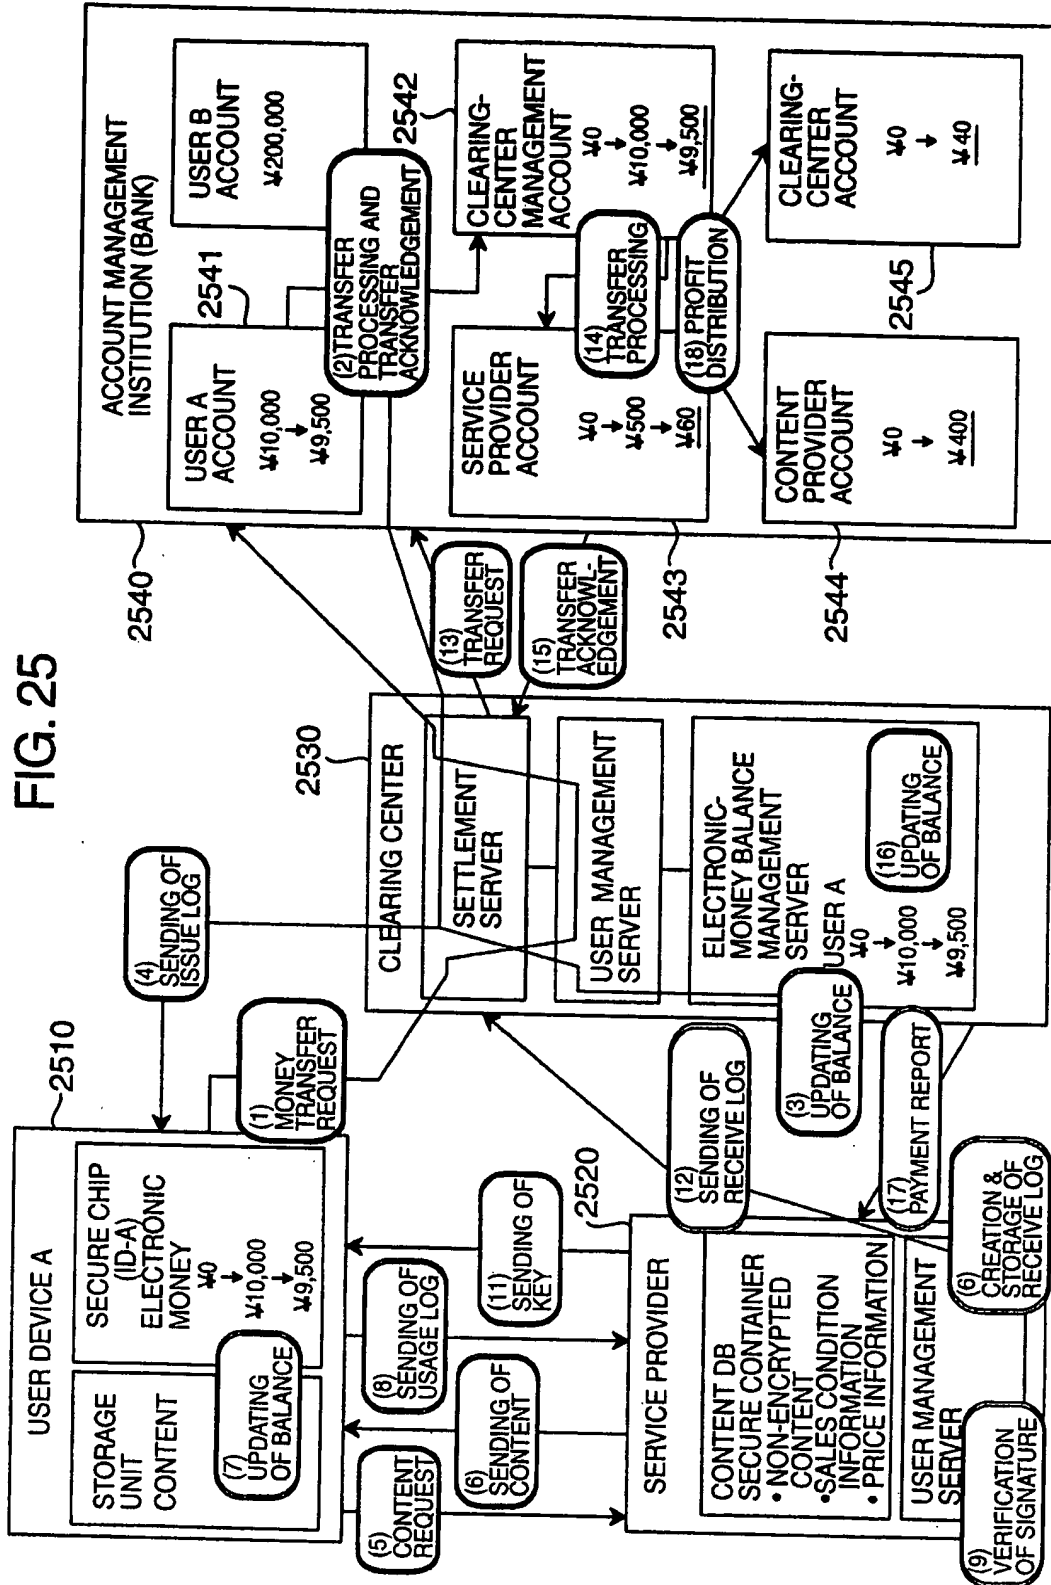 FIG. 25
USER DEVICE A
2510
STORAGE
UNIT
CONTENT
SECURE CHIP
(ID-A)
ELECTRONIC
MONEY
¥0
¥10,000
¥9,500
(7)
UPDATING
OF BALANCE
(4)
SENDING OF
ISSUE LOG
(1)
MONEY
TRANSFER
REQUEST
(5)
CONTENT
REQUEST
(6)
SENDING OF
CONTENT
(8)
SENDING OF
USAGE LOG
(11)
SENDING OF
KEY
SERVICE PROVIDER
2520
CONTENT DB
SECURE CONTAINER
• NON-ENCRYPTED
CONTENT
•SALES CONDITION
INFORMATION
• PRICE INFORMATION
USER MANAGEMENT
SERVER
(9)
VERIFICATION
OF SIGNATURE
(6)
CREATION &
STORAGE OF
RECEIVE LOG
(12)
SENDING OF
RECEIVE LOG
(17)
PAYMENT REPORT
(3)
UPDATING
OF BALANCE
CLEARING CENTER
2530
SETTLEMENT
SERVER
USER MANAGEMENT
SERVER
ELECTRONIC-
MONEY BALANCE
MANAGEMENT
SERVER
USER A
¥0
¥10,000
¥9,500
(16)
UPDATING
OF BALANCE
(13)
TRANSFER
REQUEST
(15)
TRANSFER
ACKNOWL-
EDGEMENT
2540
ACCOUNT MANAGEMENT
INSTITUTION (BANK)
USER A
ACCOUNT
¥10,000
¥9,500
2541
USER B
ACCOUNT
¥200,000
(2)TRANSFER
PROCESSING AND
TRANSFER
ACKNOWLEDGEMENT
2542
SERVICE
PROVIDER
ACCOUNT
¥0
¥500
¥60
2543
(14)
TRANSFER
PROCESSING
CLEARING-
CENTER
MANAGEMENT
ACCOUNT
¥0
¥10,000
¥9,500
(18) PROFIT
DISTRIBUTION
CONTENT
PROVIDER
ACCOUNT
¥0
¥400
2544
CLEARING-
CENTER
ACCOUNT
¥0
¥40
2545